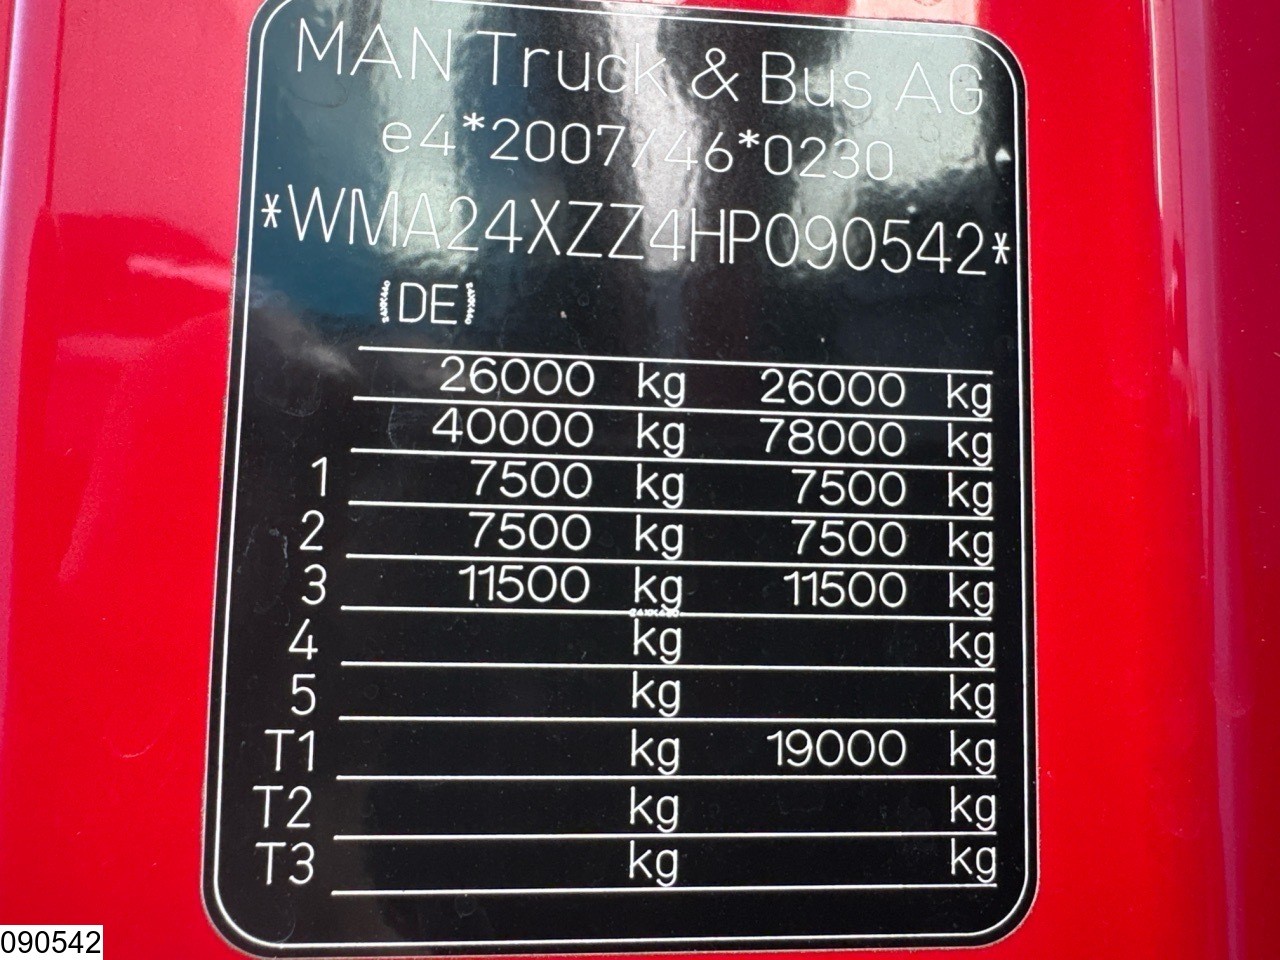 MAN Truck & Bus AG
e4*2007/46*0230
*WMA24XZZ4HP090542*
(DE)
26000 kg 26000 kg
40000 kg 78000 kg
1 7500 kg 7500 kg
2 7500 kg 7500 kg
3 11500 kg 11500 kg
4 kg kg
5 kg kg
T1 kg 19000 kg
T2 kg kg
T3 kg kg
090542